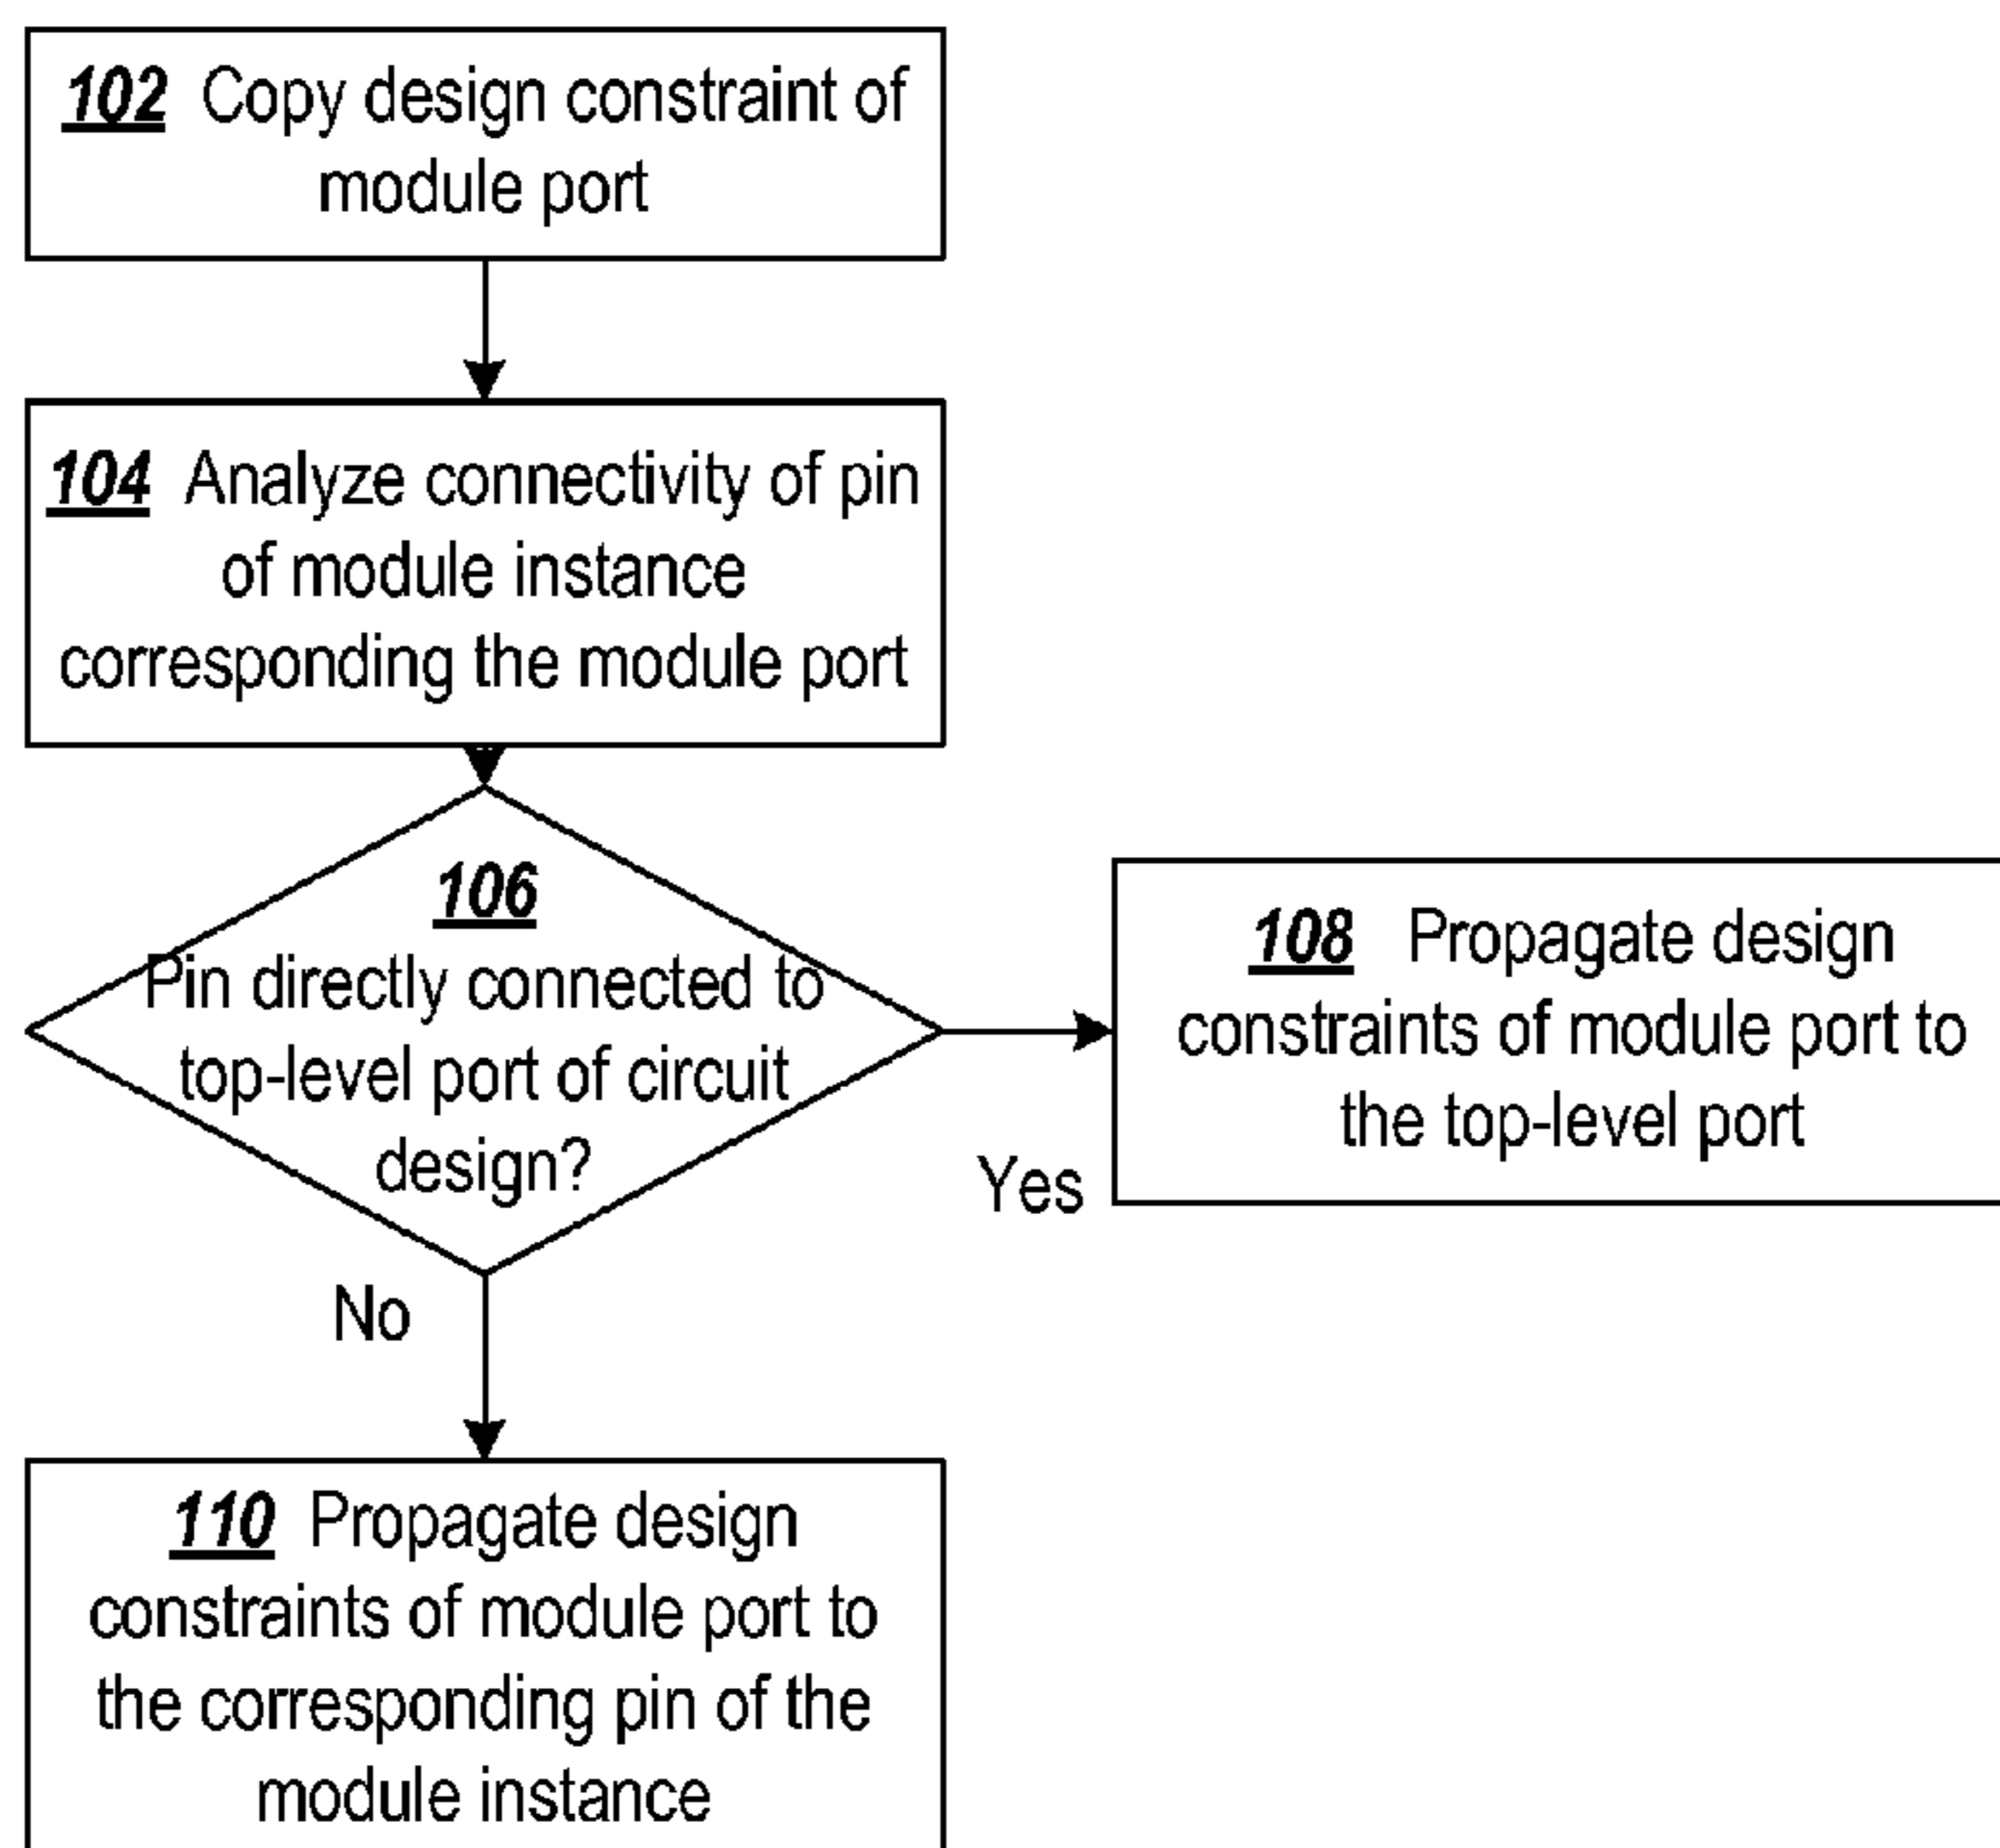 102 Copy design constraint of
module port
104 Analyze connectivity of pin
of module instance
corresponding the module port
106
Pin directly connected to
top-level port of circuit
design?
108 Propagate design
constraints of module port to
the top-level port
Yes
No
110 Propagate design
constraints of module port to
the corresponding pin of the
module instance